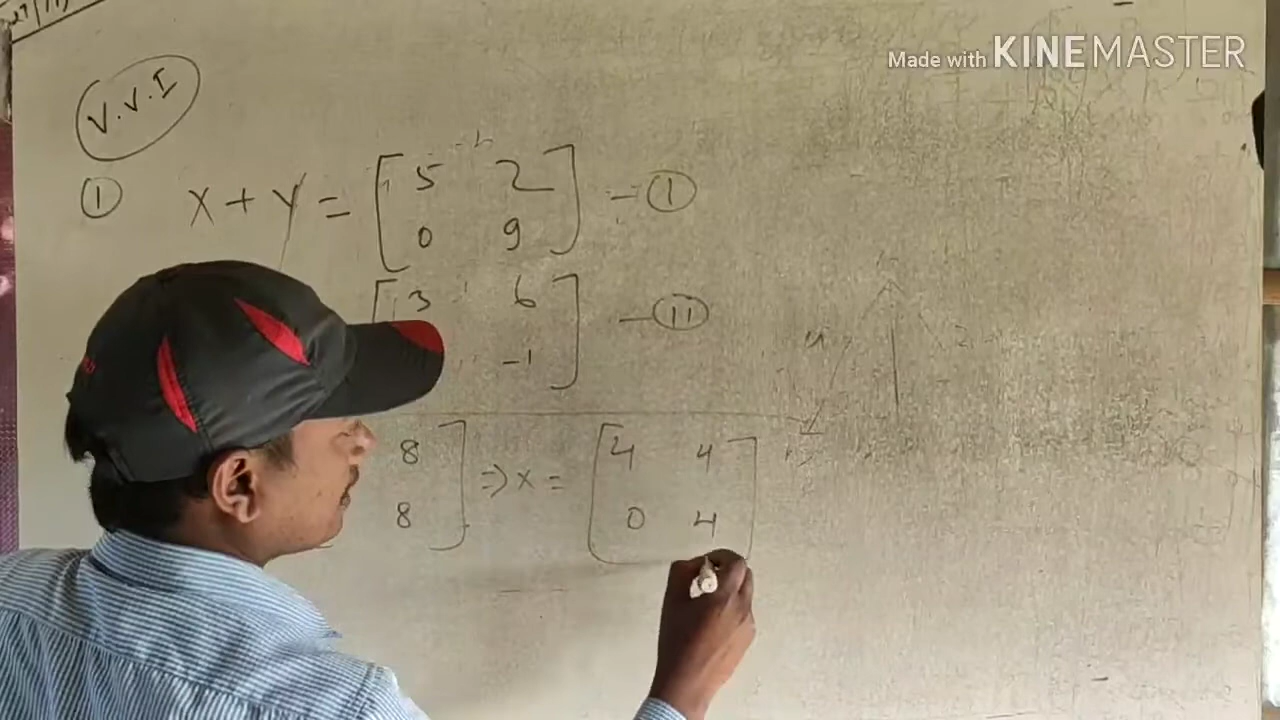 Made with KINEMASTER
V.V.I
① X + Y = [5 2
0 9] - ①
[3 6
-1] - ⑪
8
8] => x = [4 4
0 4]